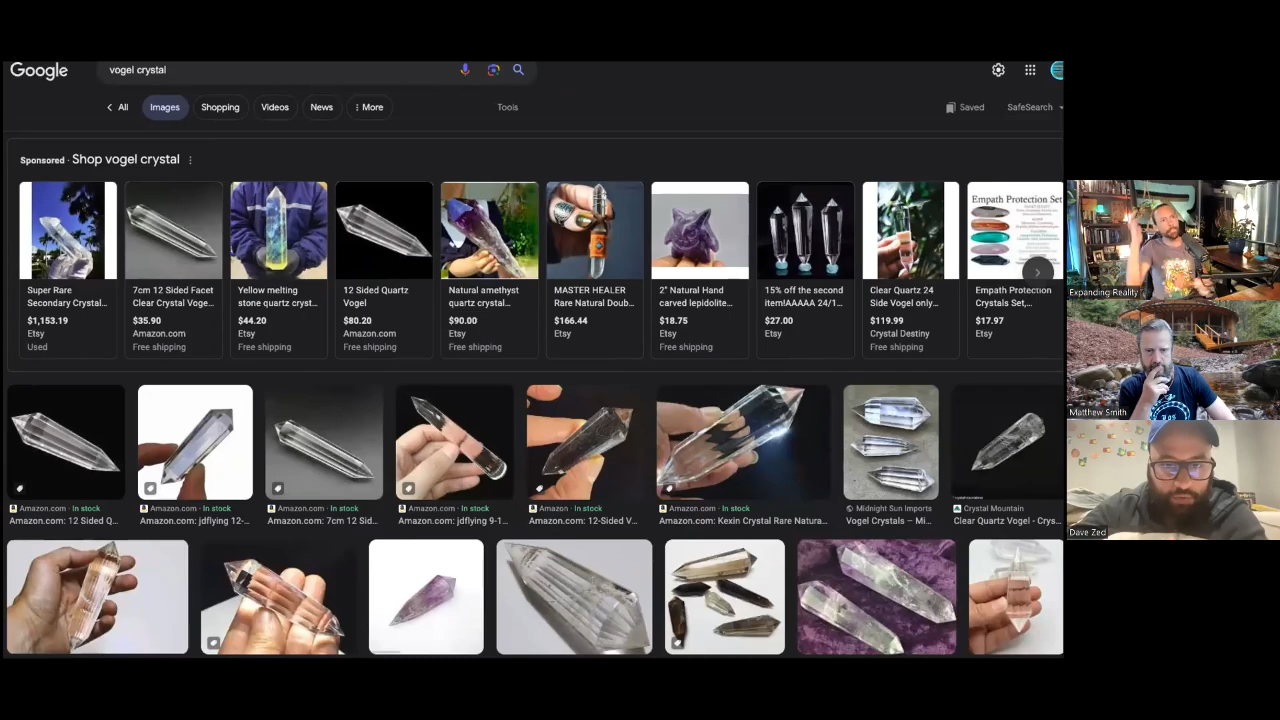 Google
vogel crystal
All
Images
Shopping
Videos
News
More
Tools
Saved
SafeSearch
Sponsored · Shop vogel crystal
Super Rare
Secondary Crystal...
$1,153.19
Etsy
Used
7cm 12 Sided Facet
Clear Crystal Voge...
$35.90
Amazon.com
Free shipping
Yellow melting
stone quartz cryst...
$44.20
Etsy
Free shipping
12 Sided Quartz
Vogel
$80.20
Amazon.com
Free shipping
Natural amethyst
quartz crystal...
$90.00
Etsy
Free shipping
MASTER HEALER
Rare Natural Doub...
$166.44
Etsy
2" Natural Hand
carved lepidolite...
$18.75
Etsy
Free shipping
15% off the second
item!AAAAA 24/1...
$27.00
Etsy
Clear Quartz 24
Side Vogel only...
$119.99
Crystal Destiny
Free shipping
Empath Protection Set
Empath Protection
Crystals Set,...
$17.97
Etsy
Amazon.com · In stock
Amazon.com: 12 Sided Q...
Amazon.com · In stock
Amazon.com: jdflying 12-...
Amazon.com · In stock
Amazon.com: 7cm 12 Sid...
Amazon.com · In stock
Amazon.com: jdflying 9-1...
Amazon.com · In stock
Amazon.com: 12-Sided V...
Amazon.com · In stock
Amazon.com: Kexin Crystal Rare Natura...
Midnight Sun Imports
Vogel Crystals – Mi...
Crystal Mountain
Clear Quartz Vogel - Crys...
Expanding Reality
Matthew Smith
Dave Zed